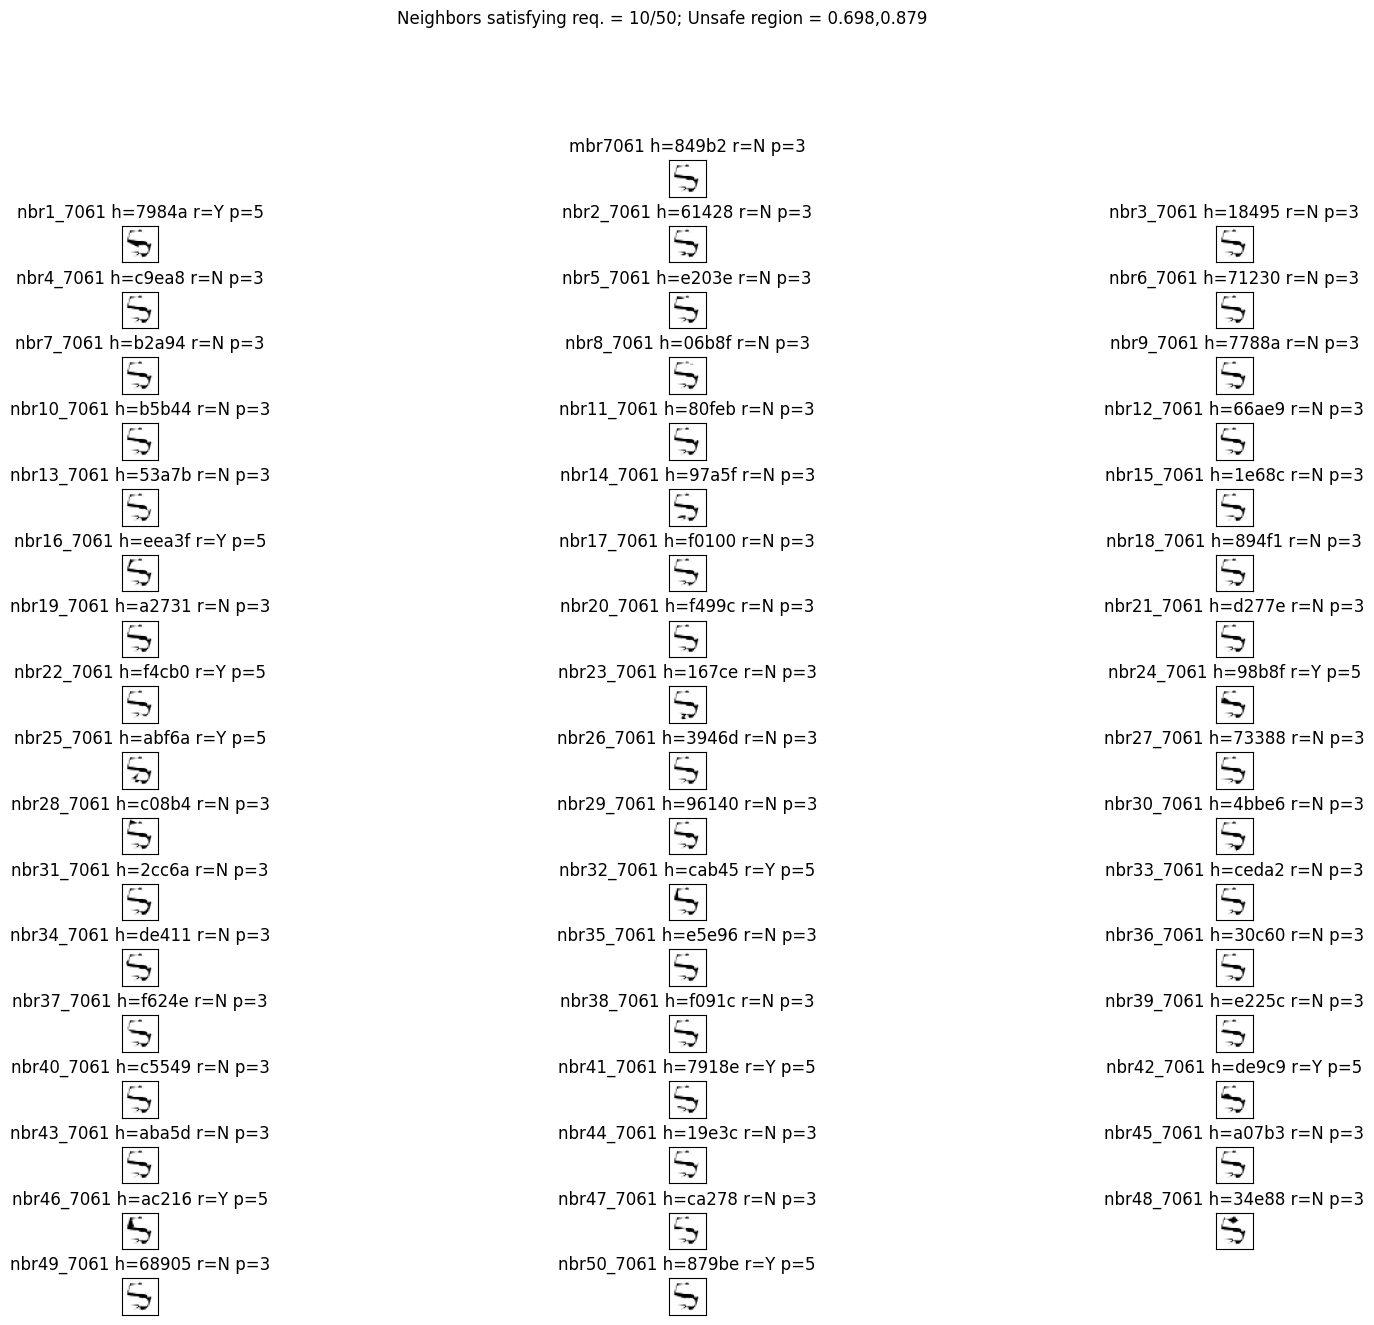 Neighbors satisfying req. = 10/50; Unsafe region = 0.698,0.879
mbr7061 h=849b2 r=N p=3
nbr1_7061 h=7984a r=Y p=5
nbr2_7061 h=61428 r=N p=3
nbr3_7061 h=18495 r=N p=3
nbr4_7061 h=c9ea8 r=N p=3
nbr5_7061 h=e203e r=N p=3
nbr6_7061 h=71230 r=N p=3
nbr7_7061 h=b2a94 r=N p=3
nbr8_7061 h=06b8f r=N p=3
nbr9_7061 h=7788a r=N p=3
nbr10_7061 h=b5b44 r=N p=3
nbr11_7061 h=80feb r=N p=3
nbr12_7061 h=66ae9 r=N p=3
nbr13_7061 h=53a7b r=N p=3
nbr14_7061 h=97a5f r=N p=3
nbr15_7061 h=1e68c r=N p=3
nbr16_7061 h=eea3f r=Y p=5
nbr17_7061 h=f0100 r=N p=3
nbr18_7061 h=894f1 r=N p=3
nbr19_7061 h=a2731 r=N p=3
nbr20_7061 h=f499c r=N p=3
nbr21_7061 h=d277e r=N p=3
nbr22_7061 h=f4cb0 r=Y p=5
nbr23_7061 h=167ce r=N p=3
nbr24_7061 h=98b8f r=Y p=5
nbr25_7061 h=abf6a r=Y p=5
nbr26_7061 h=3946d r=N p=3
nbr27_7061 h=73388 r=N p=3
nbr28_7061 h=c08b4 r=N p=3
nbr29_7061 h=96140 r=N p=3
nbr30_7061 h=4bbe6 r=N p=3
nbr31_7061 h=2cc6a r=N p=3
nbr32_7061 h=cab45 r=Y p=5
nbr33_7061 h=ceda2 r=N p=3
nbr34_7061 h=de411 r=N p=3
nbr35_7061 h=e5e96 r=N p=3
nbr36_7061 h=30c60 r=N p=3
nbr37_7061 h=f624e r=N p=3
nbr38_7061 h=f091c r=N p=3
nbr39_7061 h=e225c r=N p=3
nbr40_7061 h=c5549 r=N p=3
nbr41_7061 h=7918e r=Y p=5
nbr42_7061 h=de9c9 r=Y p=5
nbr43_7061 h=aba5d r=N p=3
nbr44_7061 h=19e3c r=N p=3
nbr45_7061 h=a07b3 r=N p=3
nbr46_7061 h=ac216 r=Y p=5
nbr47_7061 h=ca278 r=N p=3
nbr48_7061 h=34e88 r=N p=3
nbr49_7061 h=68905 r=N p=3
nbr50_7061 h=879be r=Y p=5